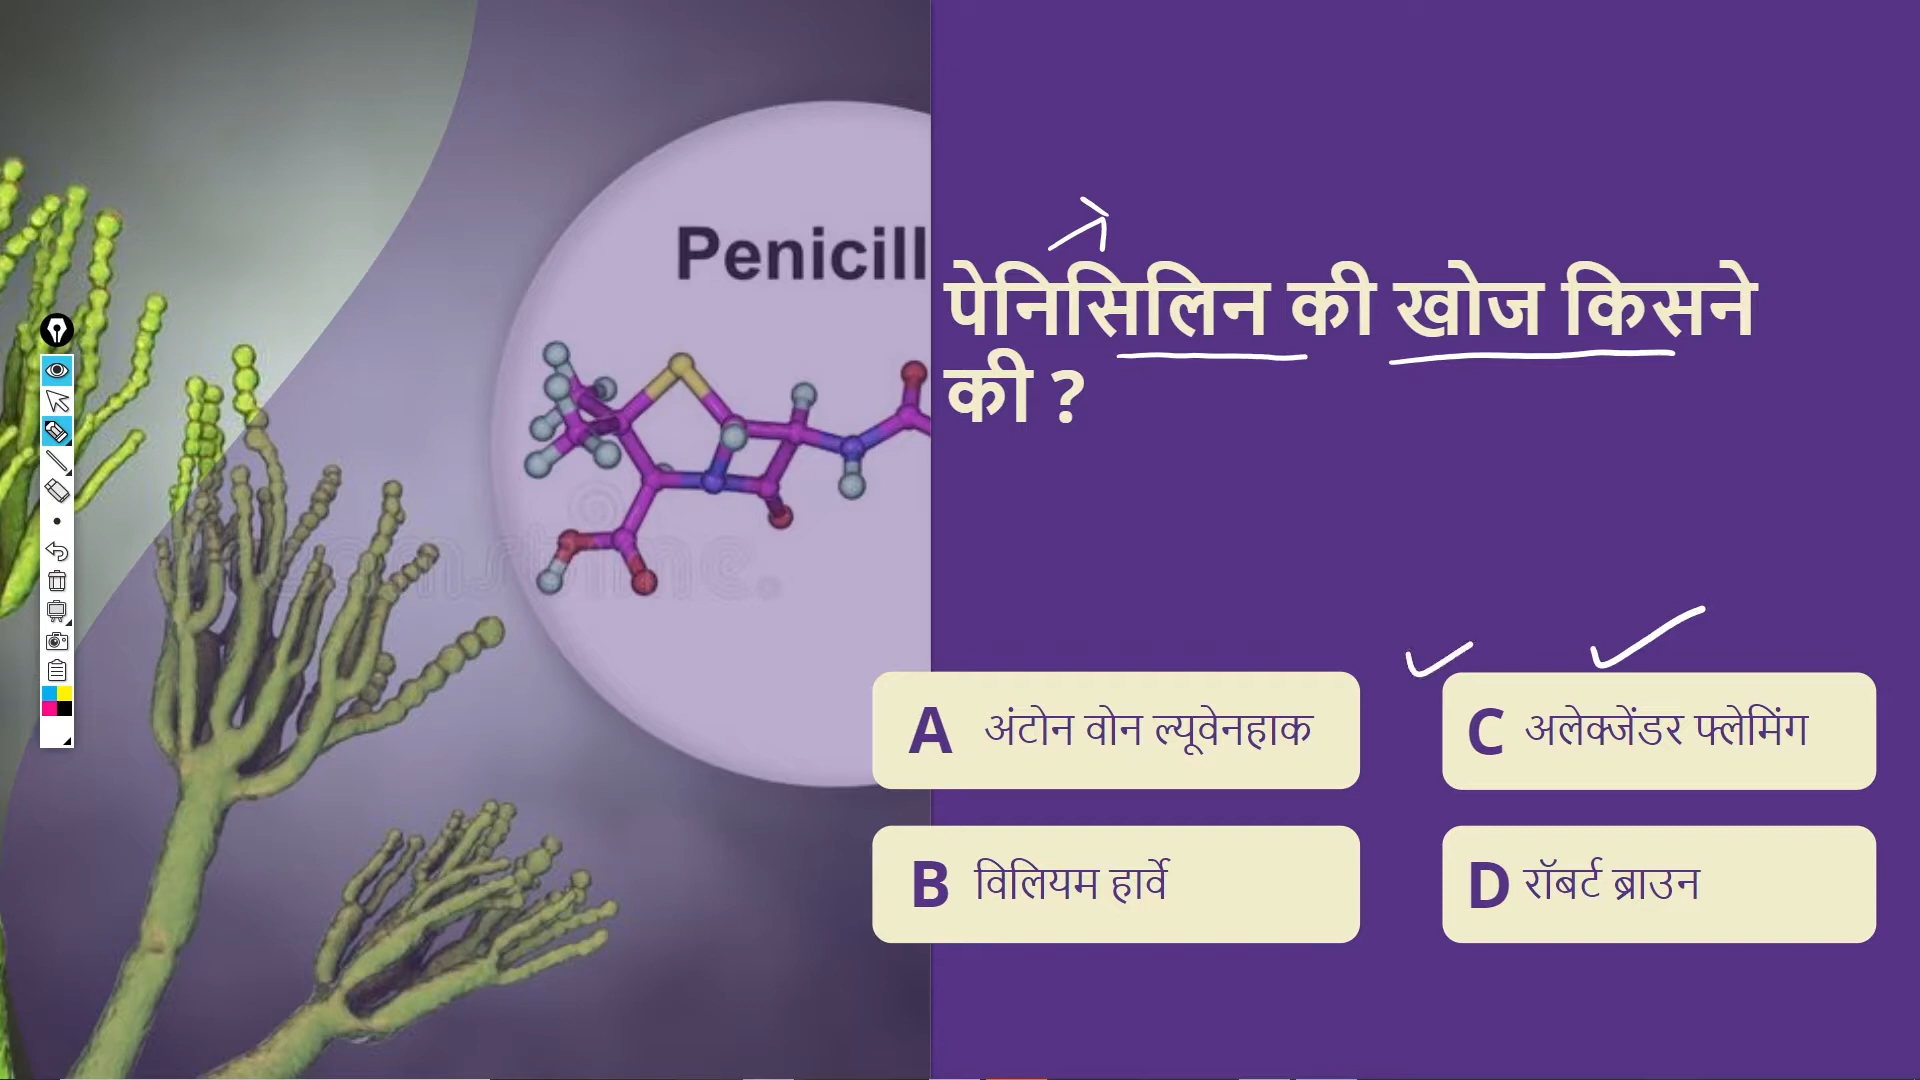 Penicill
पेनिसिलिन की खोज किसने
की ?
A अंटोन वोन ल्यूवेनहाक
C अलेक्जेंडर फ्लेमिंग
B विलियम हार्वे
D रॉबर्ट ब्राउन